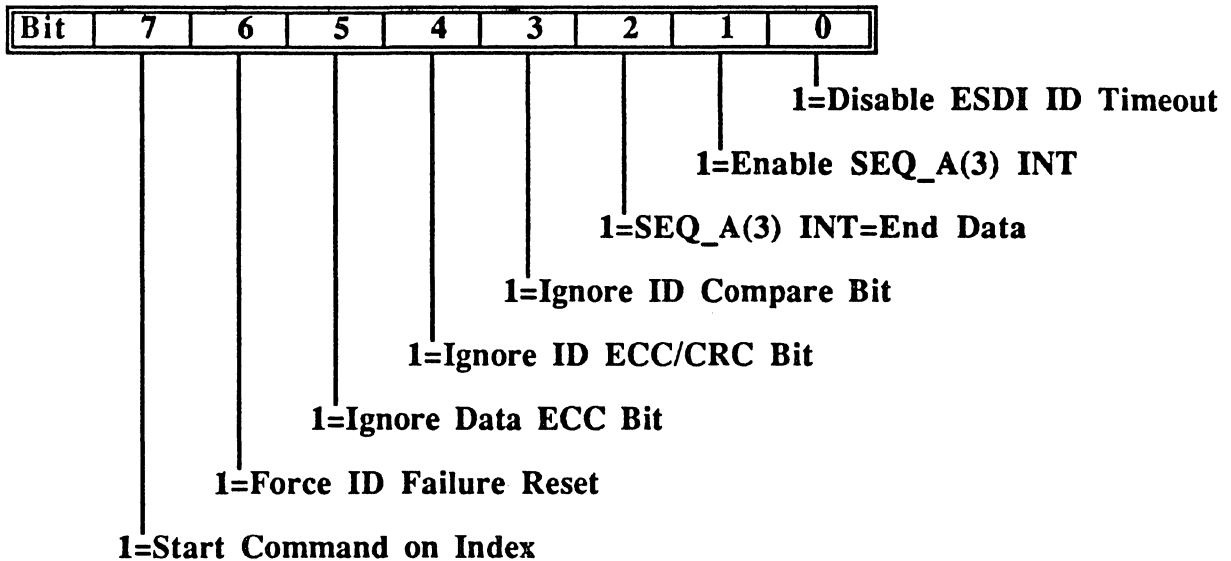 Bit 7 6 5 4 3 2 1 0
1=Disable ESDI ID Timeout
1=Enable SEQ_A(3) INT
1=SEQ_A(3) INT=End Data
1=Ignore ID Compare Bit
1=Ignore ID ECC/CRC Bit
1=Ignore Data ECC Bit
1=Force ID Failure Reset
1=Start Command on Index